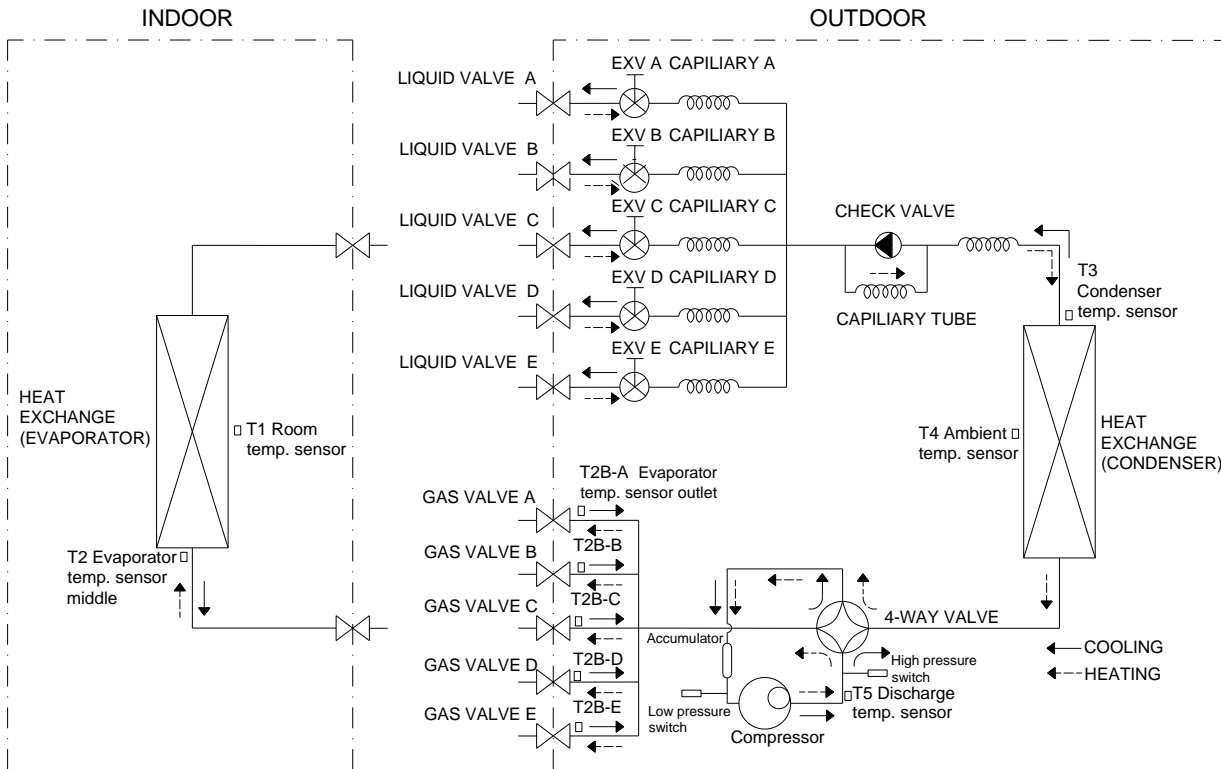 INDOOR
OUTDOOR
LIQUID VALVE A
EXV A CAPILIARY A
LIQUID VALVE B
EXV B CAPILIARY B
LIQUID VALVE C
EXV C CAPILIARY C
LIQUID VALVE D
EXV D CAPILIARY D
LIQUID VALVE E
EXV E CAPILIARY E
CHECK VALVE
CAPILIARY TUBE
T3
Condenser
temp. sensor
HEAT
EXCHANGE
(EVAPORATOR)
T1 Room
temp. sensor
T4 Ambient
temp. sensor
HEAT
EXCHANGE
(CONDENSER)
T2 Evaporator
temp. sensor
middle
T2B-A Evaporator
temp. sensor outlet
GAS VALVE A
GAS VALVE B
T2B-B
GAS VALVE C
T2B-C
GAS VALVE D
T2B-D
GAS VALVE E
T2B-E
Accumulator
4-WAY VALVE
High pressure
switch
T5 Discharge
temp. sensor
Low pressure
switch
Compressor
COOLING
HEATING